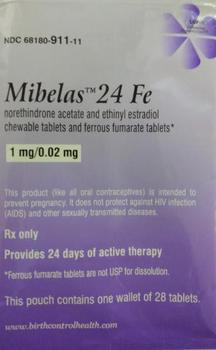 NDC 68180-911-11
Mibelas™ 24 Fe
norethindrone acetate and ethinyl estradiol
chewable tablets and ferrous fumarate tablets*
1 mg/0.02 mg
This product (like all oral contraceptives) is intended to
prevent pregnancy. It does not protect against HIV infection
(AIDS) and other sexually transmitted diseases.
Rx only
Provides 24 days of active therapy
*Ferrous fumarate tablets are not USP for dissolution.
This pouch contains one wallet of 28 tablets.
www.birthcontrolhealth.com